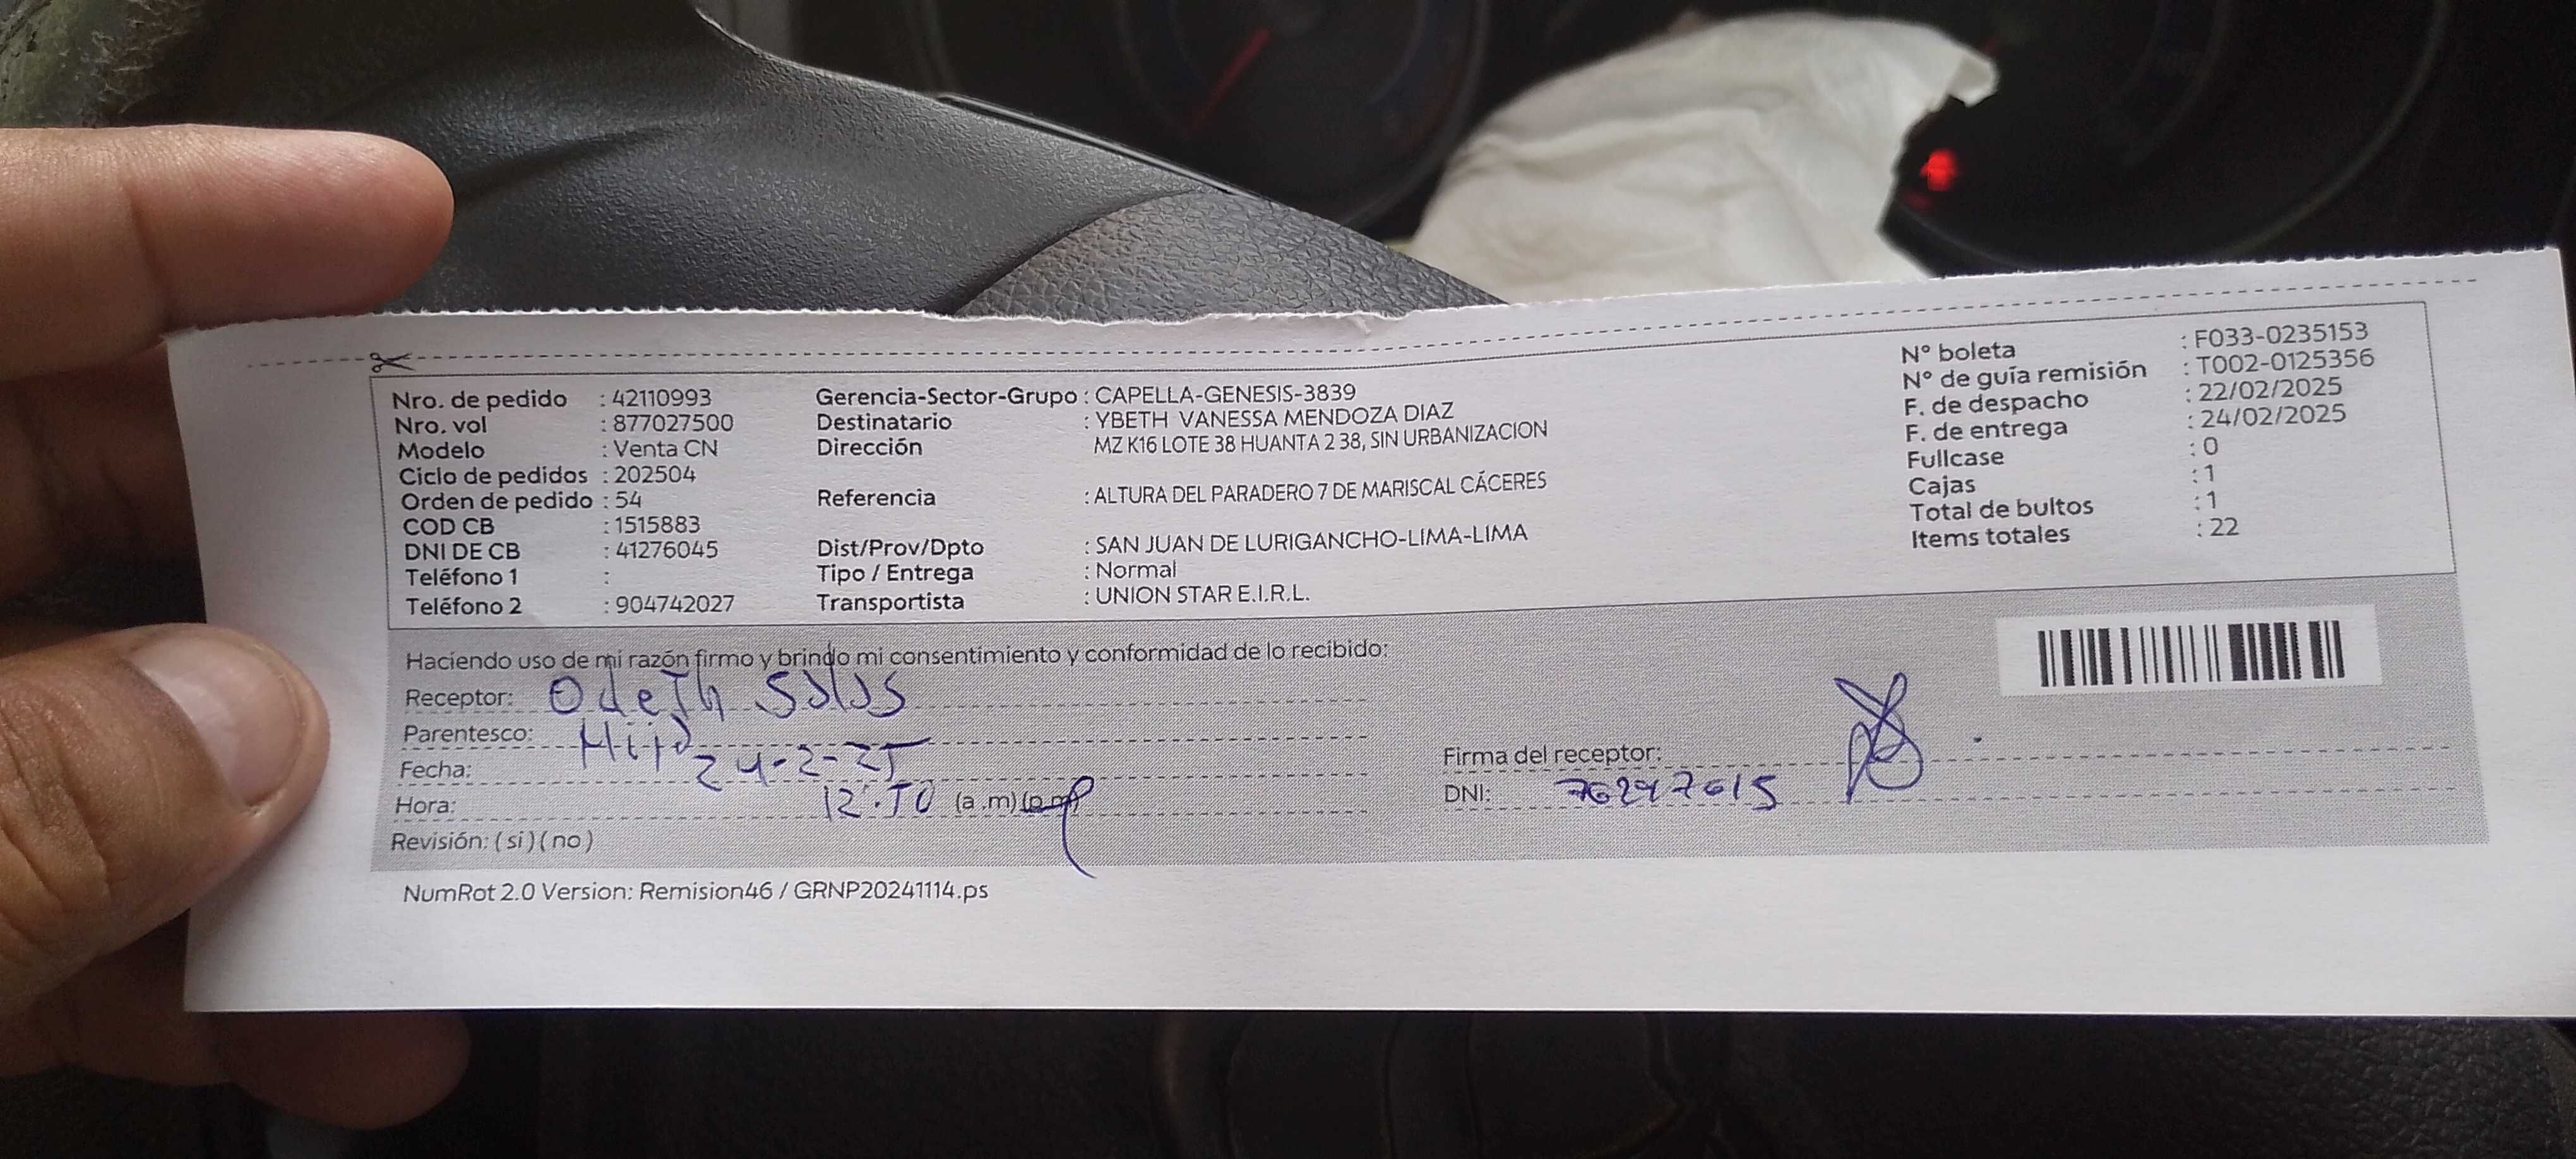 Nro. de pedido : 42110993
Nro. vol : 877027500
Modelo : Venta CN
Ciclo de pedidos : 202504
Orden de pedido : 54
COD CB : 1515883
DNI DE CB : 41276045
Teléfono 1 :
Teléfono 2 : 904742027
Gerencia-Sector-Grupo : CAPELLA-GENESIS-3839
Destinatario : YBETH VANESSA MENDOZA DIAZ
Dirección MZ K16 LOTE 38 HUANTA 2 38, SIN URBANIZACION
Referencia : ALTURA DEL PARADERO 7 DE MARISCAL CÁCERES
Dist/Prov/Dpto : SAN JUAN DE LURIGANCHO-LIMA-LIMA
Tipo / Entrega : Normal
Transportista : UNION STAR E.I.R.L.
N° boleta : F033-0235153
N° de guía remisión : T002-0125356
F. de despacho : 22/02/2025
F. de entrega : 24/02/2025
Fullcase : 0
Cajas : 1
Total de bultos : 1
Items totales : 22
Haciendo uso de mi razón firmo y brindo mi consentimiento y conformidad de lo recibido:
Receptor: Odeth Salas
Parentesco: Hija
Fecha: 24-2-25
Hora: 12:50 (a.m)(p.m)
Revisión: (si)(no)
Firma del receptor:
DNI: 76297615
NumRot 2.0 Version: Remision46 / GRNP20241114.ps